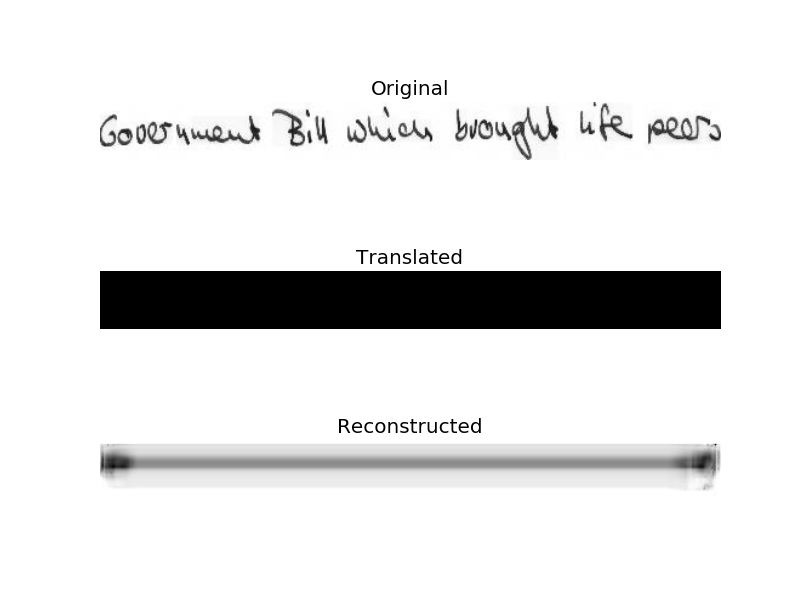 Original
Government Bill which brought life peers
Translated
Reconstructed